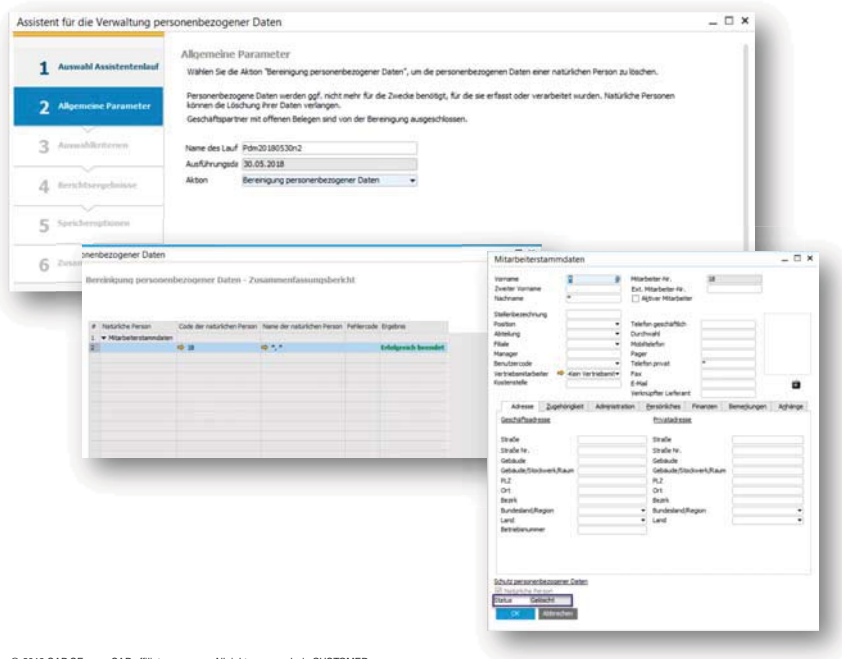 Assistent für die Verwaltung personenbezogener Daten
1 Auswahl Assistentenlauf
2 Allgemeine Parameter
3 Auswahlkriterien
4 Berichtsergebnisse
5 Speicheroptionen
6
Allgemeine Parameter
Wählen Sie die Aktion "Bereinigung personenbezogener Daten", um die personenbezogenen Daten einer natürlichen Person zu löschen.
Personenbezogene Daten werden ggf. nicht mehr für die Zwecke benötigt, für die sie erfasst oder verarbeitet wurden. Natürliche Personen
können die Löschung ihrer Daten verlangen.
Geschäftspartner mit offenen Belegen sind von der Bereinigung ausgeschlossen.
Name des Lauf Pdm20180530n2
Ausführungsda 30.05.2018
Aktion Bereinigung personenbezogener Daten
nenbezogener Daten
Bereinigung personenbezogener Daten - Zusammenfassungsbericht
# Natürliche Person Code der natürlichen Person Name der natürlichen Person Fehlercode Ergebnis
1 Mitarbeiterstammdaten
2 18 *, * Erfolgreich beendet
Mitarbeiterstammdaten
Vorname * Mitarbeiter-Nr. 18
Zweiter Vorname Ext. Mitarbeiter-Nr.
Nachname * Aktiver Mitarbeiter
Stellenbezeichnung
Position Telefon geschäftlich
Abteilung Durchwahl
Filiale Mobiltelefon
Manager Pager
Benutzercode Telefon privat *
Vertriebsmitarbeiter -Kein Vertriebsmit Fax
Kostenstelle E-Mail
Verknüpfter Lieferant
Adresse Zugehörigkeit Administration Persönliches Finanzen Bemerkungen Anhänge
Geschäftsadresse Privatadresse
Straße Straße
Straße Nr. Straße Nr.
Gebäude Gebäude
Gebäude/Stockwerk/Raum Gebäude/Stockwerk/Raum
PLZ PLZ
Ort Ort
Bezirk Bezirk
Bundesland/Region Bundesland/Region
Land Land
Betriebsnummer
Schutz personenbezogener Daten
Natürliche Person
Status Gelöscht
OK Abbrechen